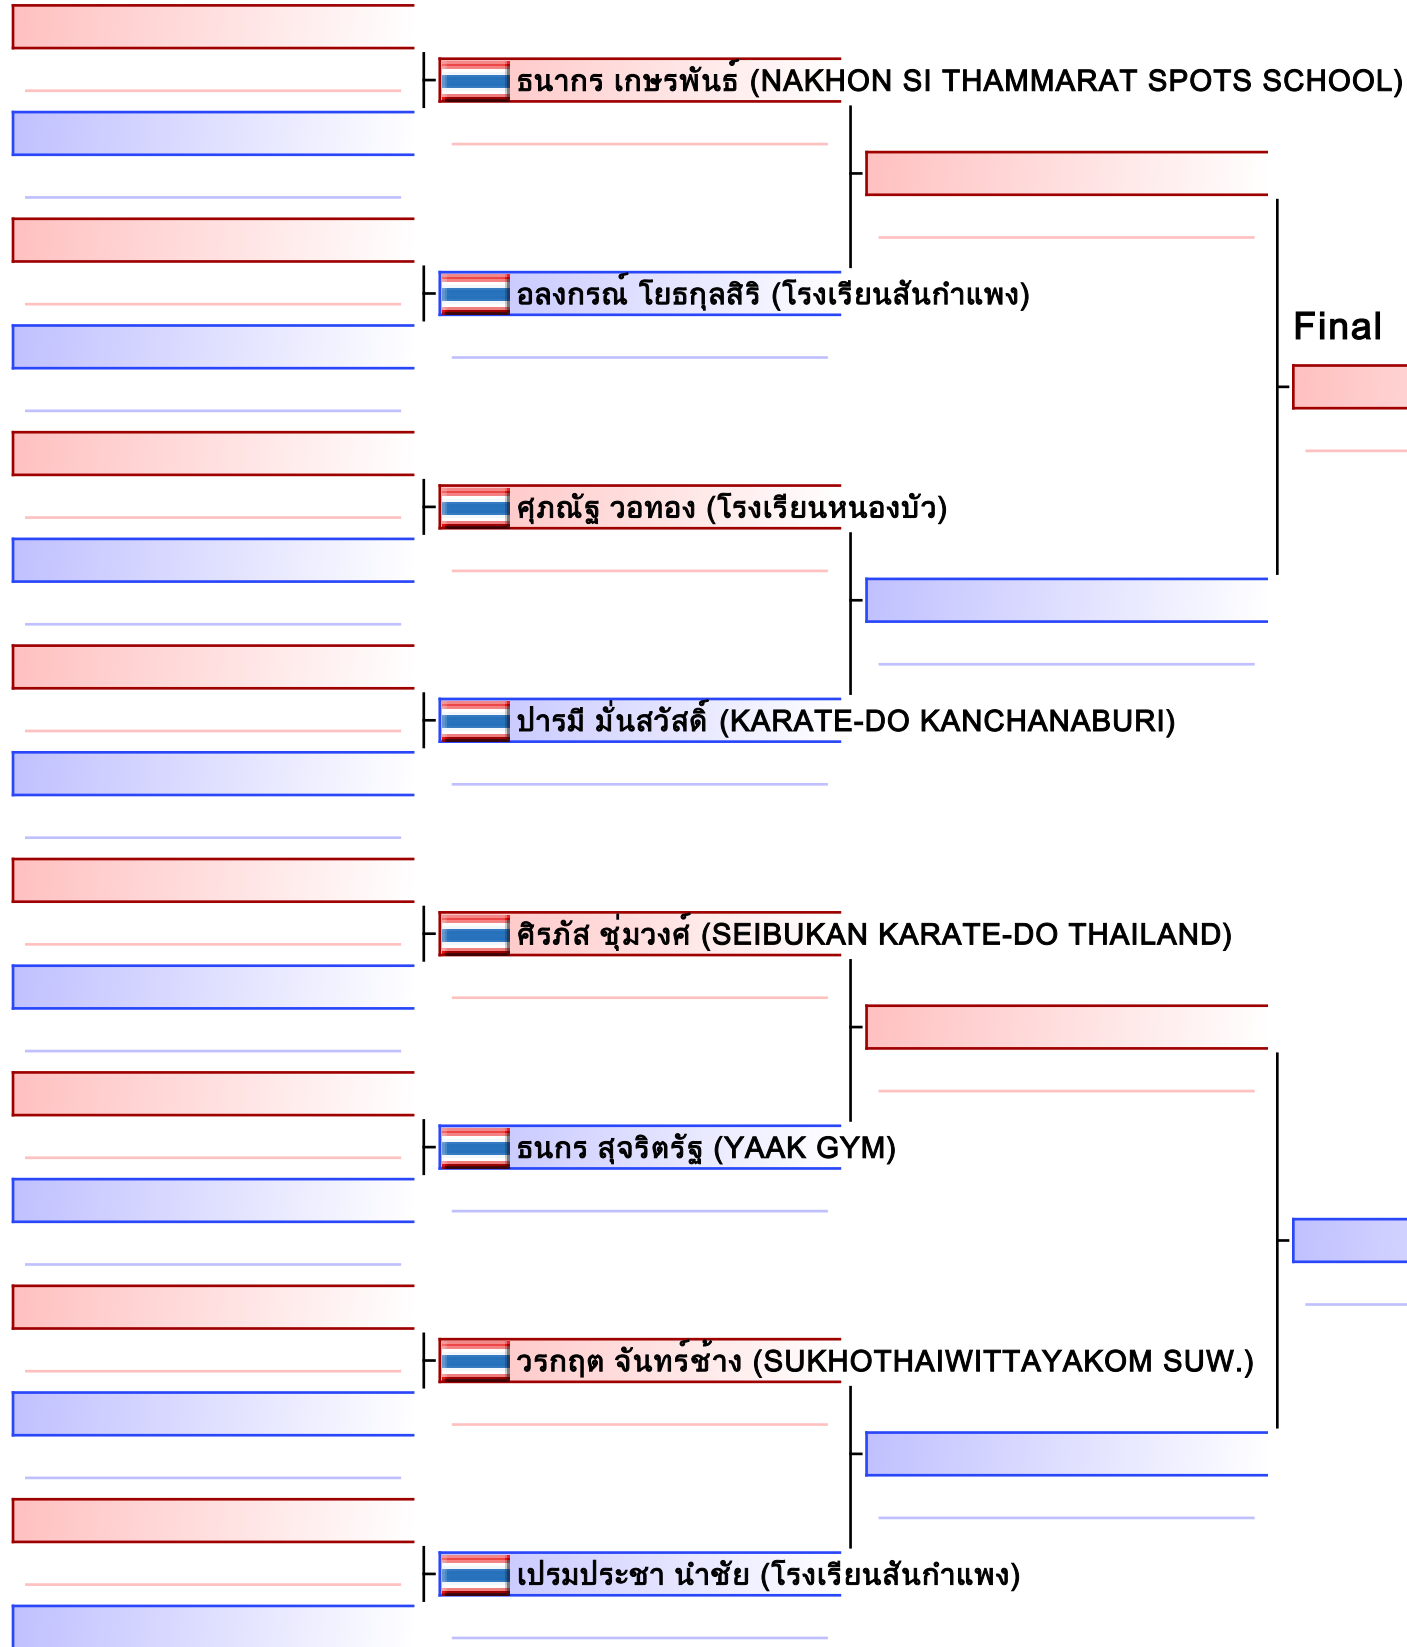 ธนากร เกษรพันธ์ (NAKHON SI THAMMARAT SPOTS SCHOOL)
อลงกรณ์ โยธกุลสิริ (โรงเรียนสันกำแพง)
Final
ศุภณัฐ วอทอง (โรงเรียนหนองบัว)
ปารมี มั่นสวัสดิ์ (KARATE-DO KANCHANABURI)
ศิรภัส ชุ่มวงศ์ (SEIBUKAN KARATE-DO THAILAND)
ธนกร สุจริตรัฐ (YAAK GYM)
วรกฤต จันทร์ช้าง (SUKHOTHAIWITTAYAKOM SUW.)
เปรมประชา นำชัย (โรงเรียนสันกำแพง)